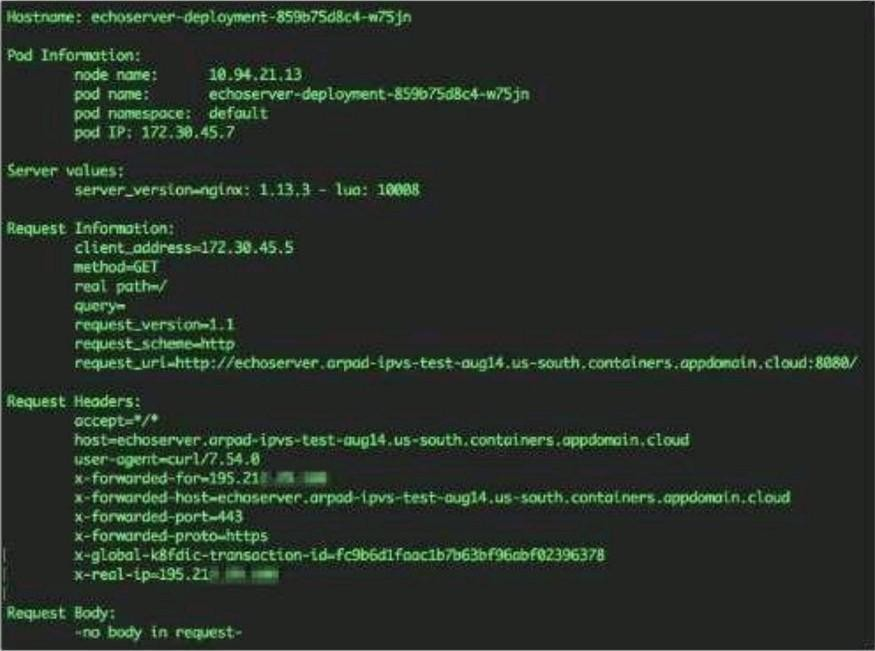 Hostname: echoserver-deployment-859b75d8c4-w75jn
Pod Information:
node name: 10.94.21.13
pod name: echoserver-deployment-859b75d8c4-w75jn
pod namespace: default
pod IP: 172.30.45.7
Server values:
server_version=nginx: 1.13.3 - lua: 10008
Request Information:
client_address=172.30.45.5
method=GET
real path=/
query=
request_version=1.1
request_scheme=http
request_uri=http://echoserver.arpad-ipvs-test-aug14.us-south.containers.appdomain.cloud:8080/
Request Headers:
accept=*/*
host=echoserver.arpad-ipvs-test-aug14.us-south.containers.appdomain.cloud
user-agent=curl/7.54.0
x-forwarded-for=195.21
x-forwarded-host=echoserver.arpad-ipvs-test-aug14.us-south.containers.appdomain.cloud
x-forwarded-port=443
x-forwarded-proto=https
x-global-k8fdic-transaction-id=fc9b6d1faac1b7b63bf96abf02396378
x-real-ip=195.21
Request Body:
-no body in request-